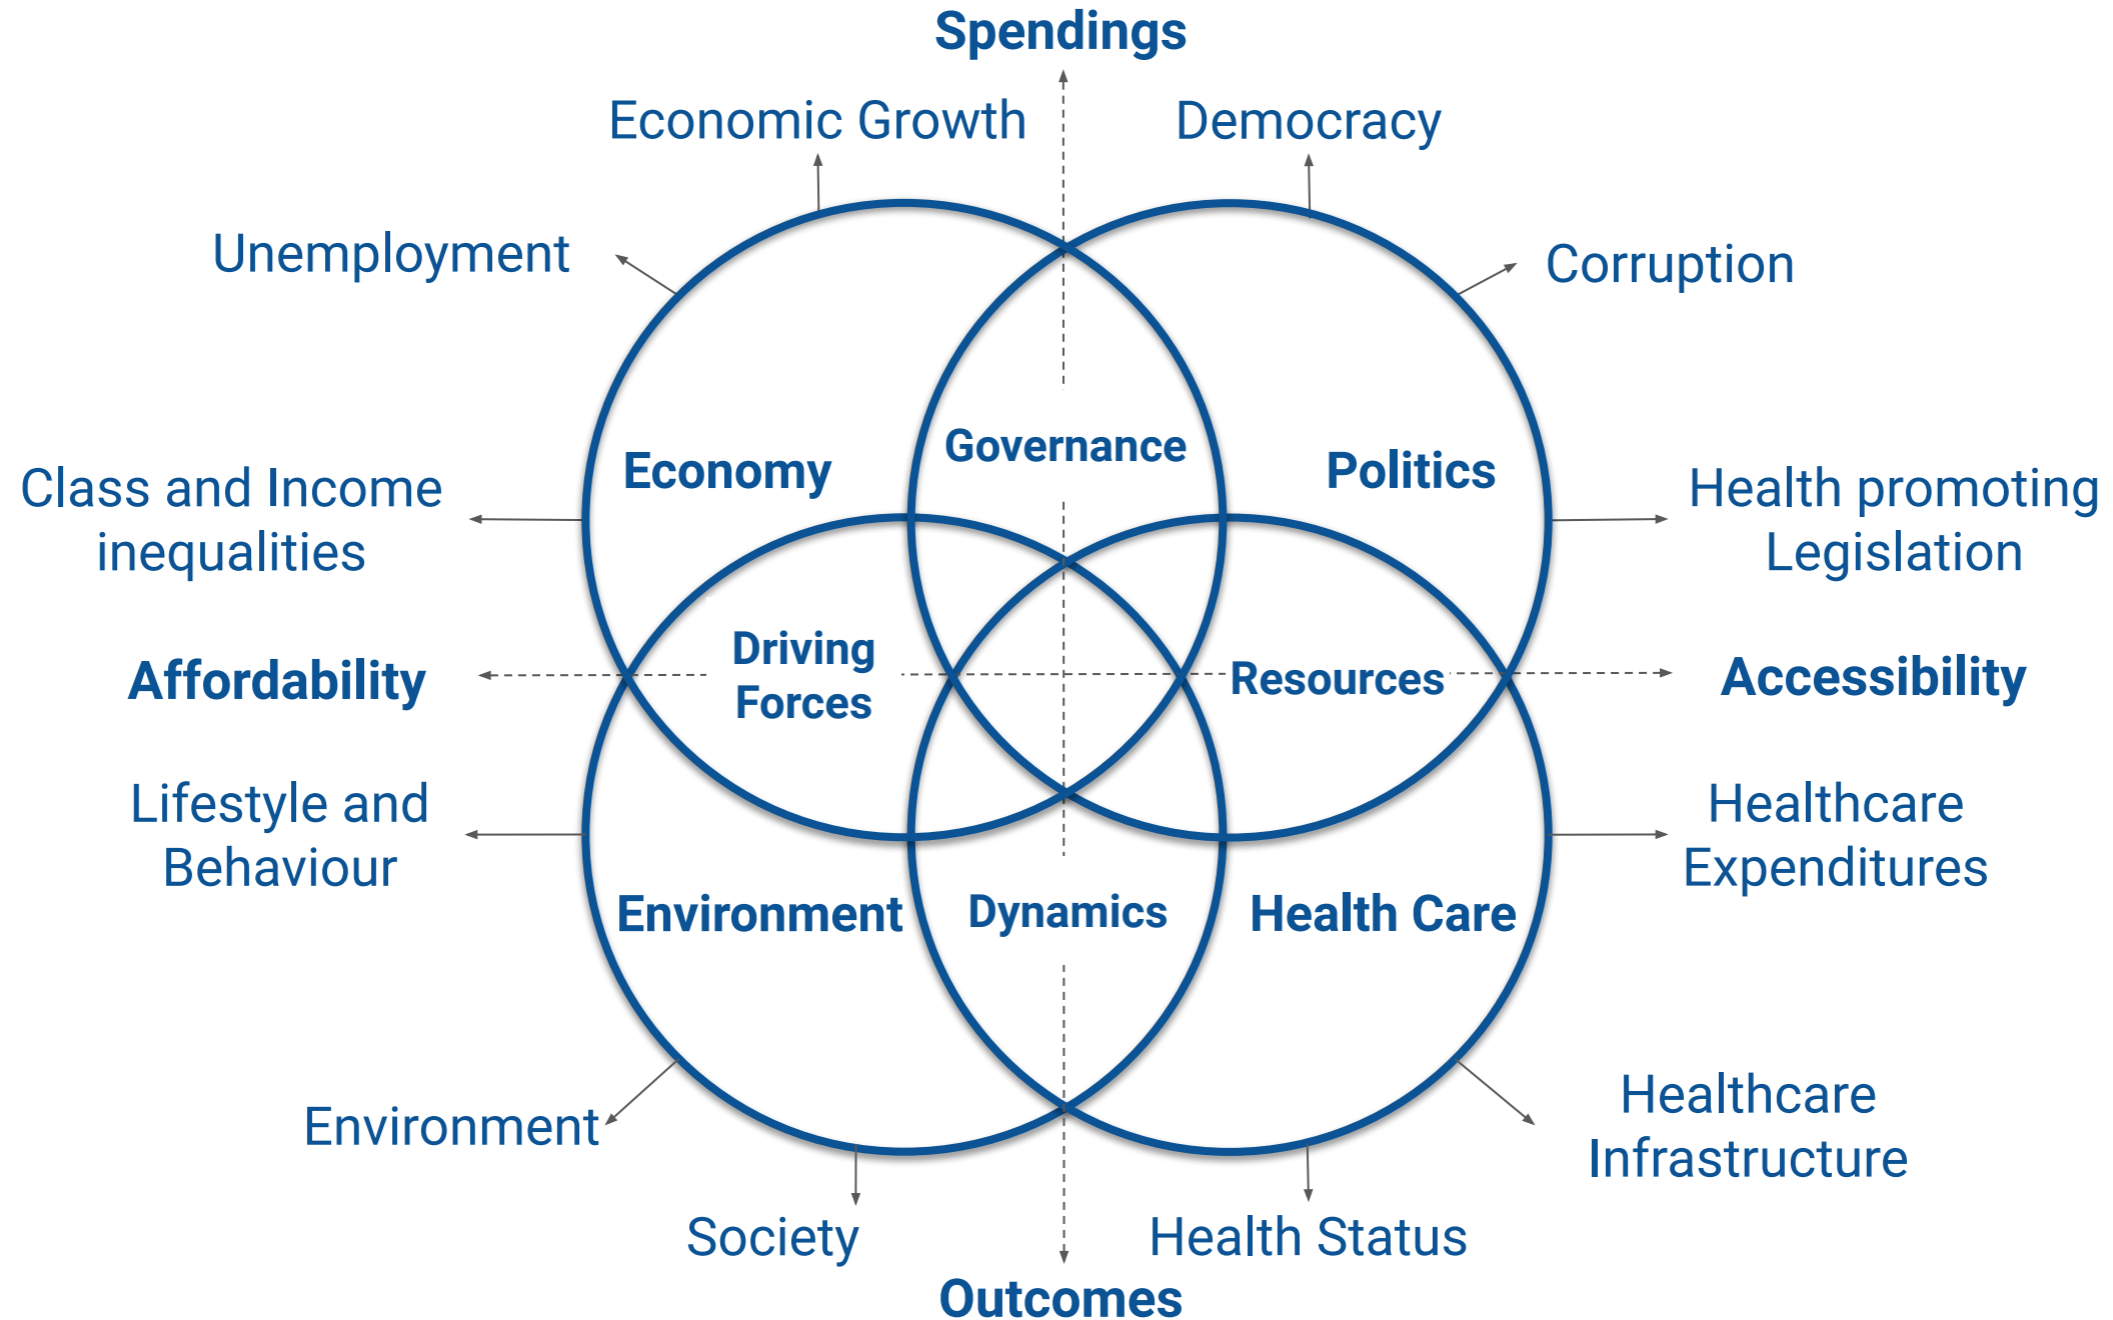 Spendings
Economic Growth
Democracy
Unemployment
Corruption
Governance
Economy
Politics
Class and Income
inequalities
Health promoting
Legislation
Driving
Forces
Resources
Affordability
Accessibility
Lifestyle and
Behaviour
Healthcare
Expenditures
Environment
Dynamics
Health Care
Environment
Healthcare
Infrastructure
Society
Health Status
Outcomes